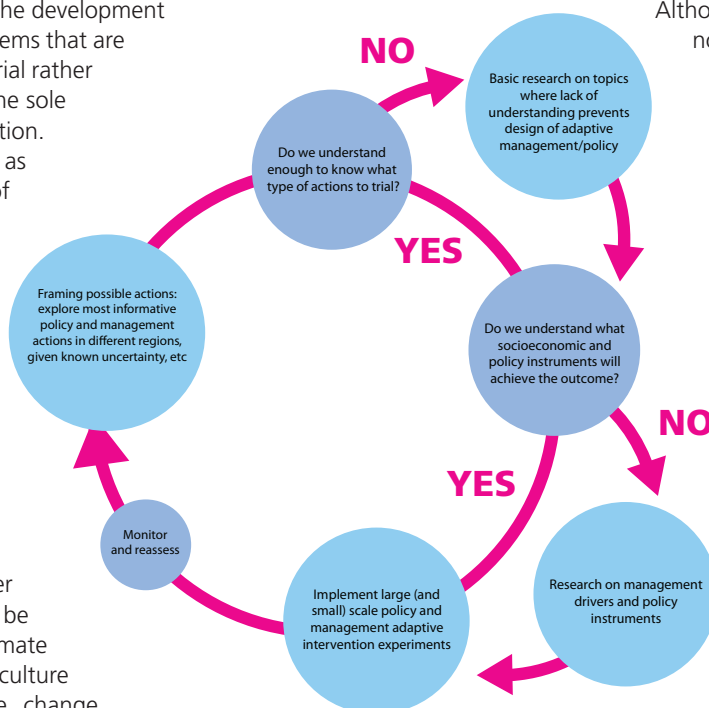 he development
ems that are
rial rather
ne sole
tion.
as
of
Altho
no
NO
Basic research on topics
where lack of
understanding prevents
design of adaptive
management/policy
Do we understand
enough to know what
type of actions to trial?
YES
Framing possible actions:
explore most informative
policy and management
actions in different regions,
given known uncertainty, etc
Do we understand what
socioeconomic and
policy instruments will
achieve the outcome?
NO
YES
Monitor
and reassess
Implement large (and
small) scale policy and
management adaptive
intervention experiments
Research on management
drivers and policy
instruments
er
be
mate
culture
e, change